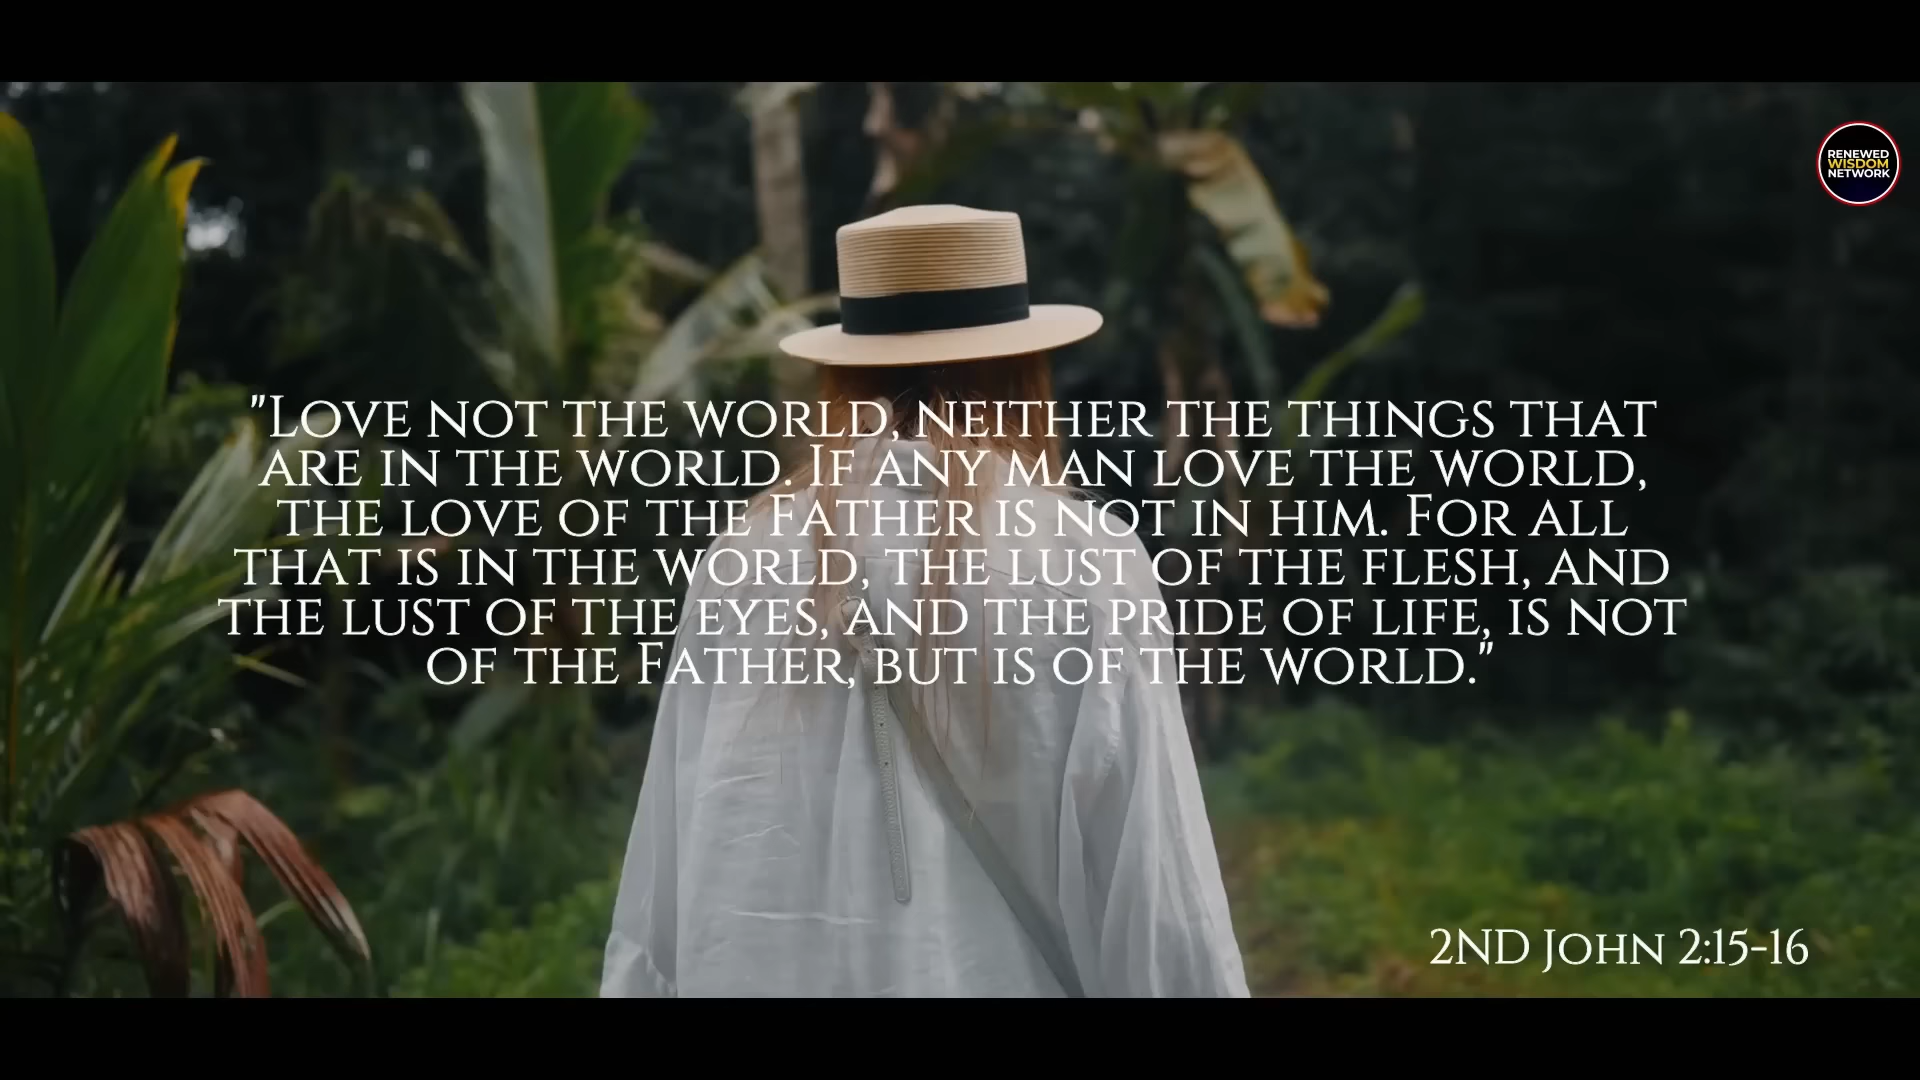 RENEWED
WISDOM
NETWORK
"Love not the world, neither the things that
are in the world. If any man love the world,
the love of the Father is not in him. For all
that is in the world, the lust of the flesh, and
the lust of the eyes, and the pride of life, is not
of the Father, but is of the world."
2ND John 2:15-16